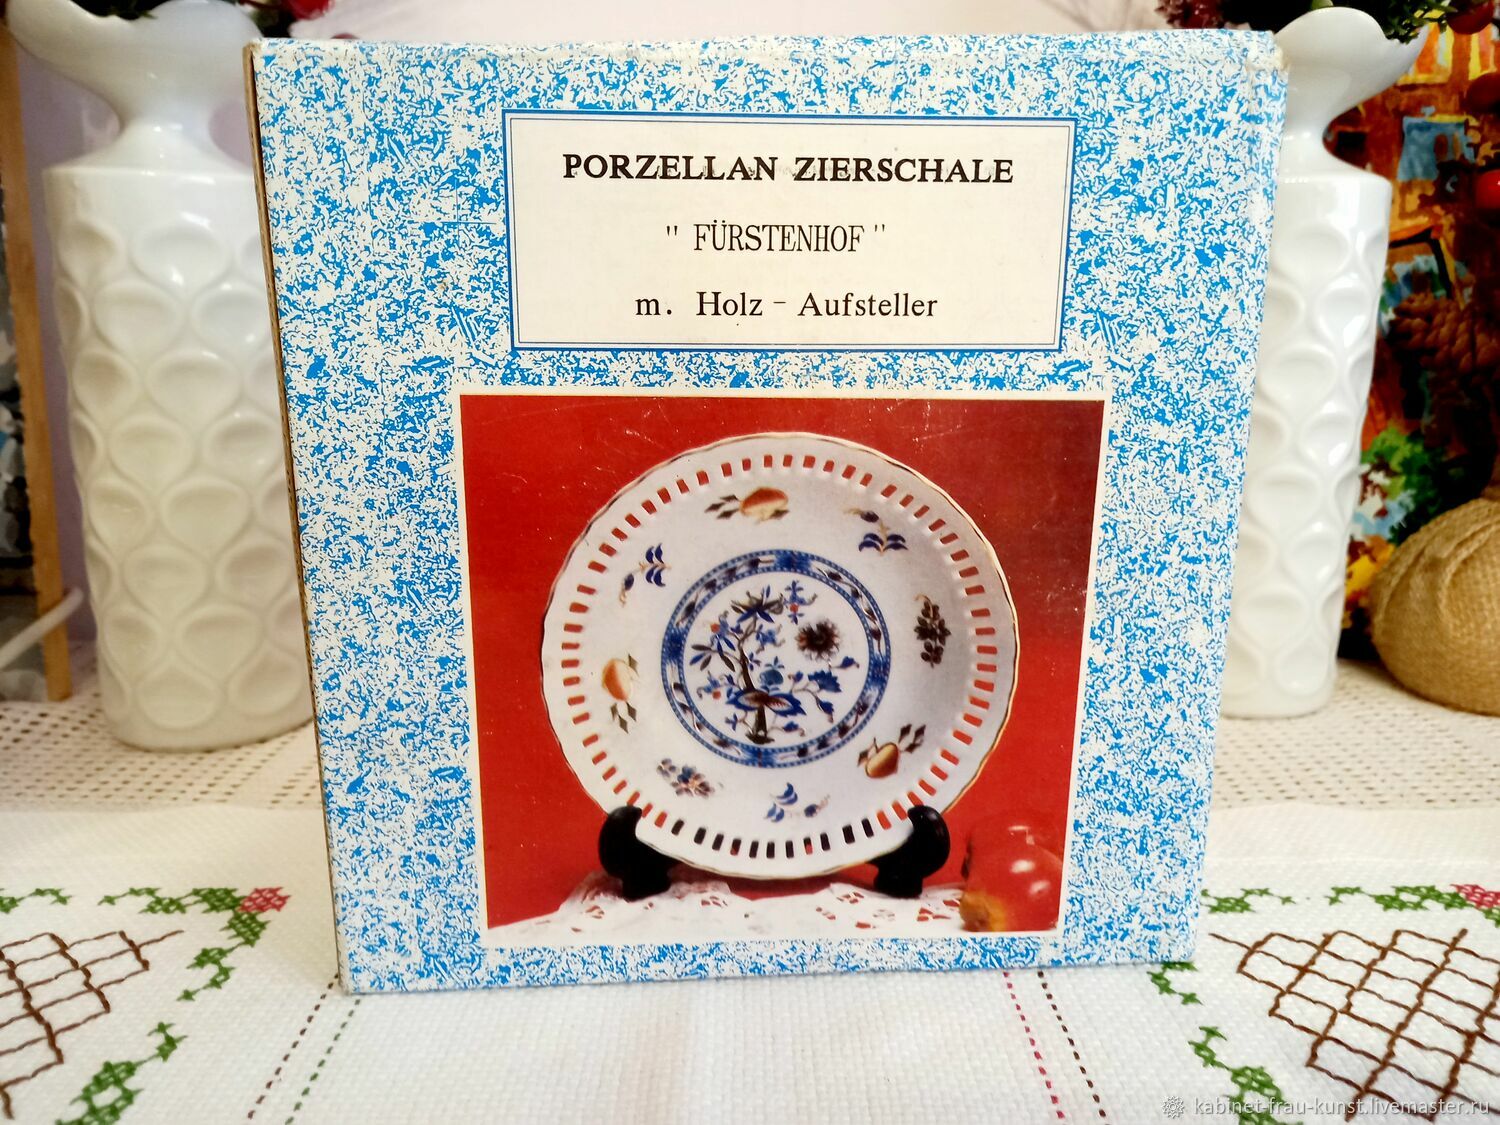 PORZELLAN ZIERSCHALE
" FÜRSTENHOF "
m. Holz - Aufsteller
kabinet-frau-kunst.livemaster.ru